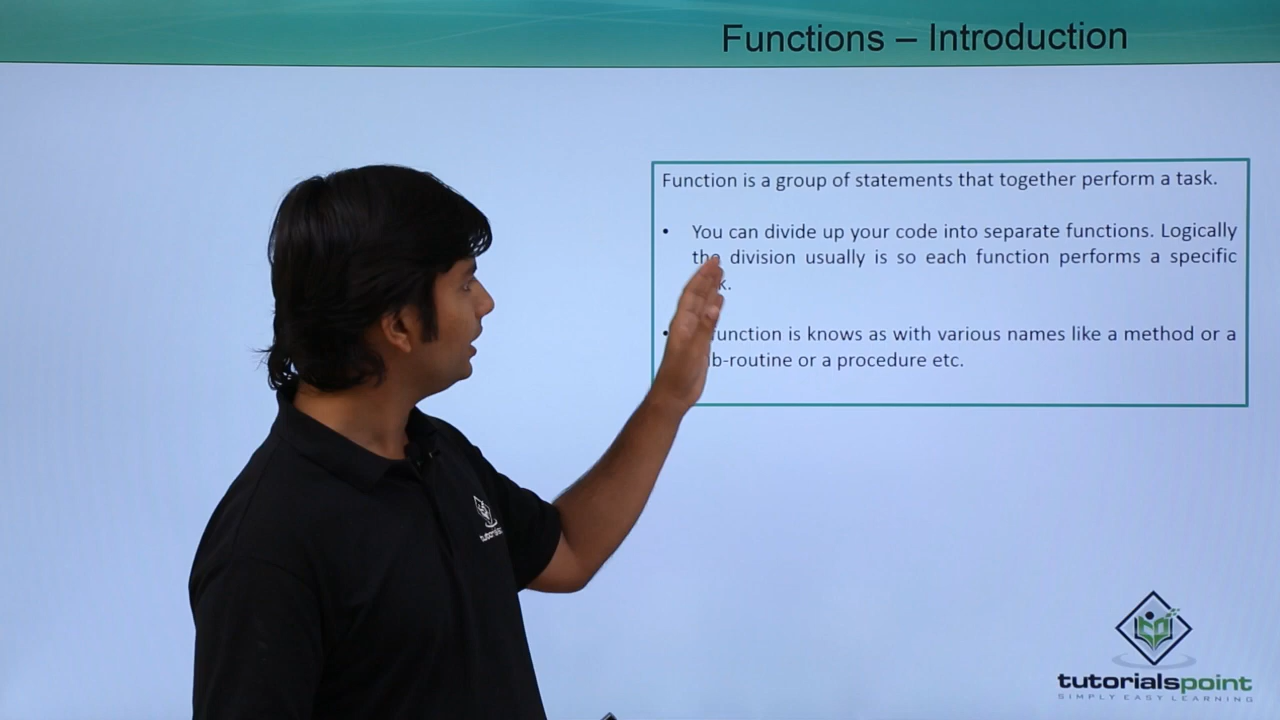 Functions – Introduction
Function is a group of statements that together perform a task.
• You can divide up your code into separate functions. Logically
the division usually is so each function performs a specific
k.
• unction is knows as with various names like a method or a
b-routine or a procedure etc.
tutorialspoint
SIMPLY EASY LEARNING